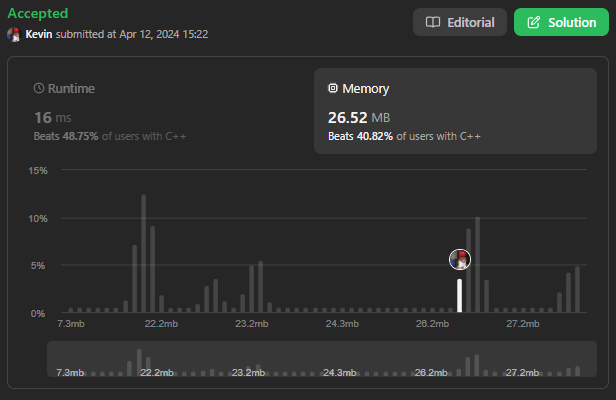 Accepted
Editorial
Solution
Kevin submitted at Apr 12, 2024 15:22
Runtime
Memory
16 ms
26.52 MB
Beats 48.75% of users with C++
Beats 40.82% of users with C++
15%
10%
5%
0%
7.3mb 22.2mb 23.2mb 24.3mb 26.2mb 27.2mb
7.3mb 22.2mb 23.2mb 24.3mb 26.2mb 27.2mb